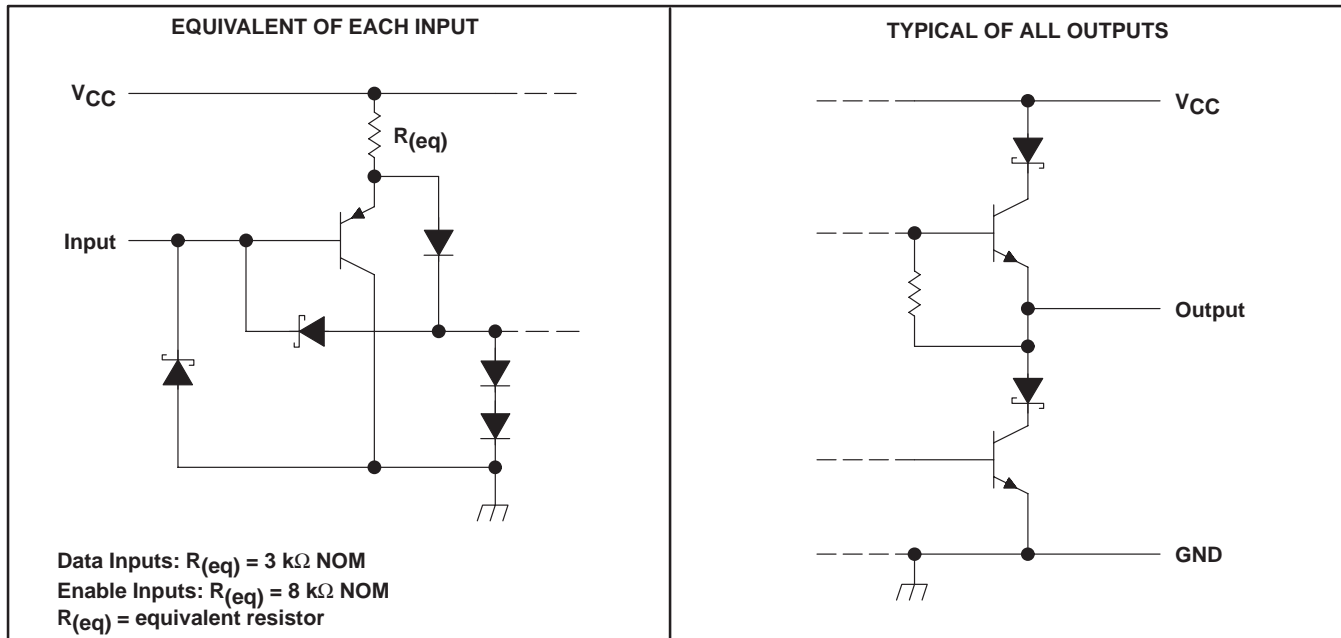 EQUIVALENT OF EACH INPUT
VCC
R(eq)
Input
Data Inputs: R(eq) = 3 kΩ NOM
Enable Inputs: R(eq) = 8 kΩ NOM
R(eq) = equivalent resistor
TYPICAL OF ALL OUTPUTS
VCC
Output
GND